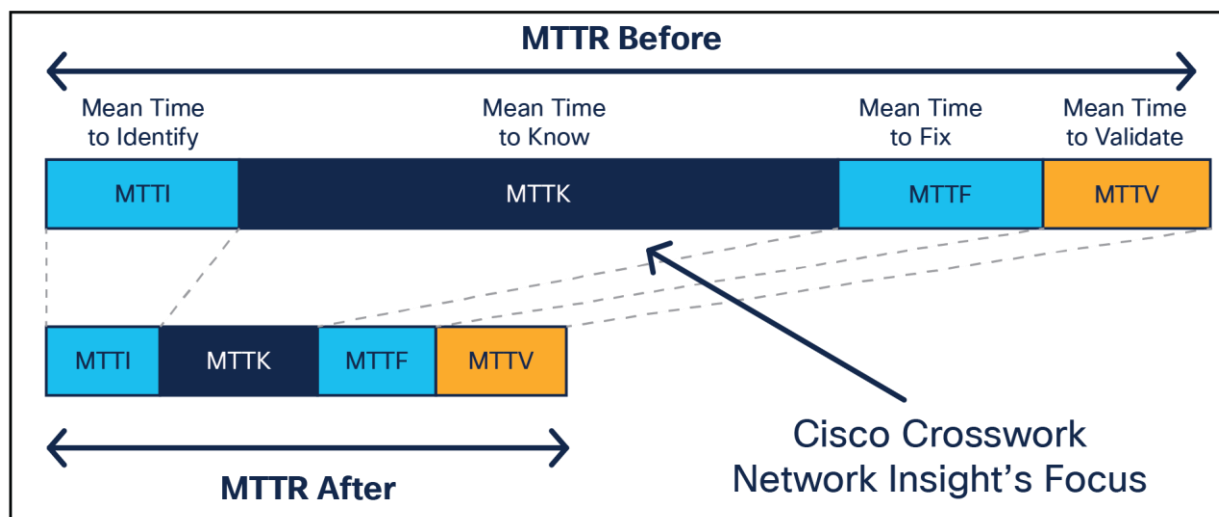 MTTR Before
Mean Time
to Identify
Mean Time
to Know
Mean Time
to Fix
Mean Time
to Validate
MTTI
MTTK
MTTF
MTTV
MTTI
MTTK
MTTF
MTTV
MTTR After
Cisco Crosswork
Network Insight's Focus